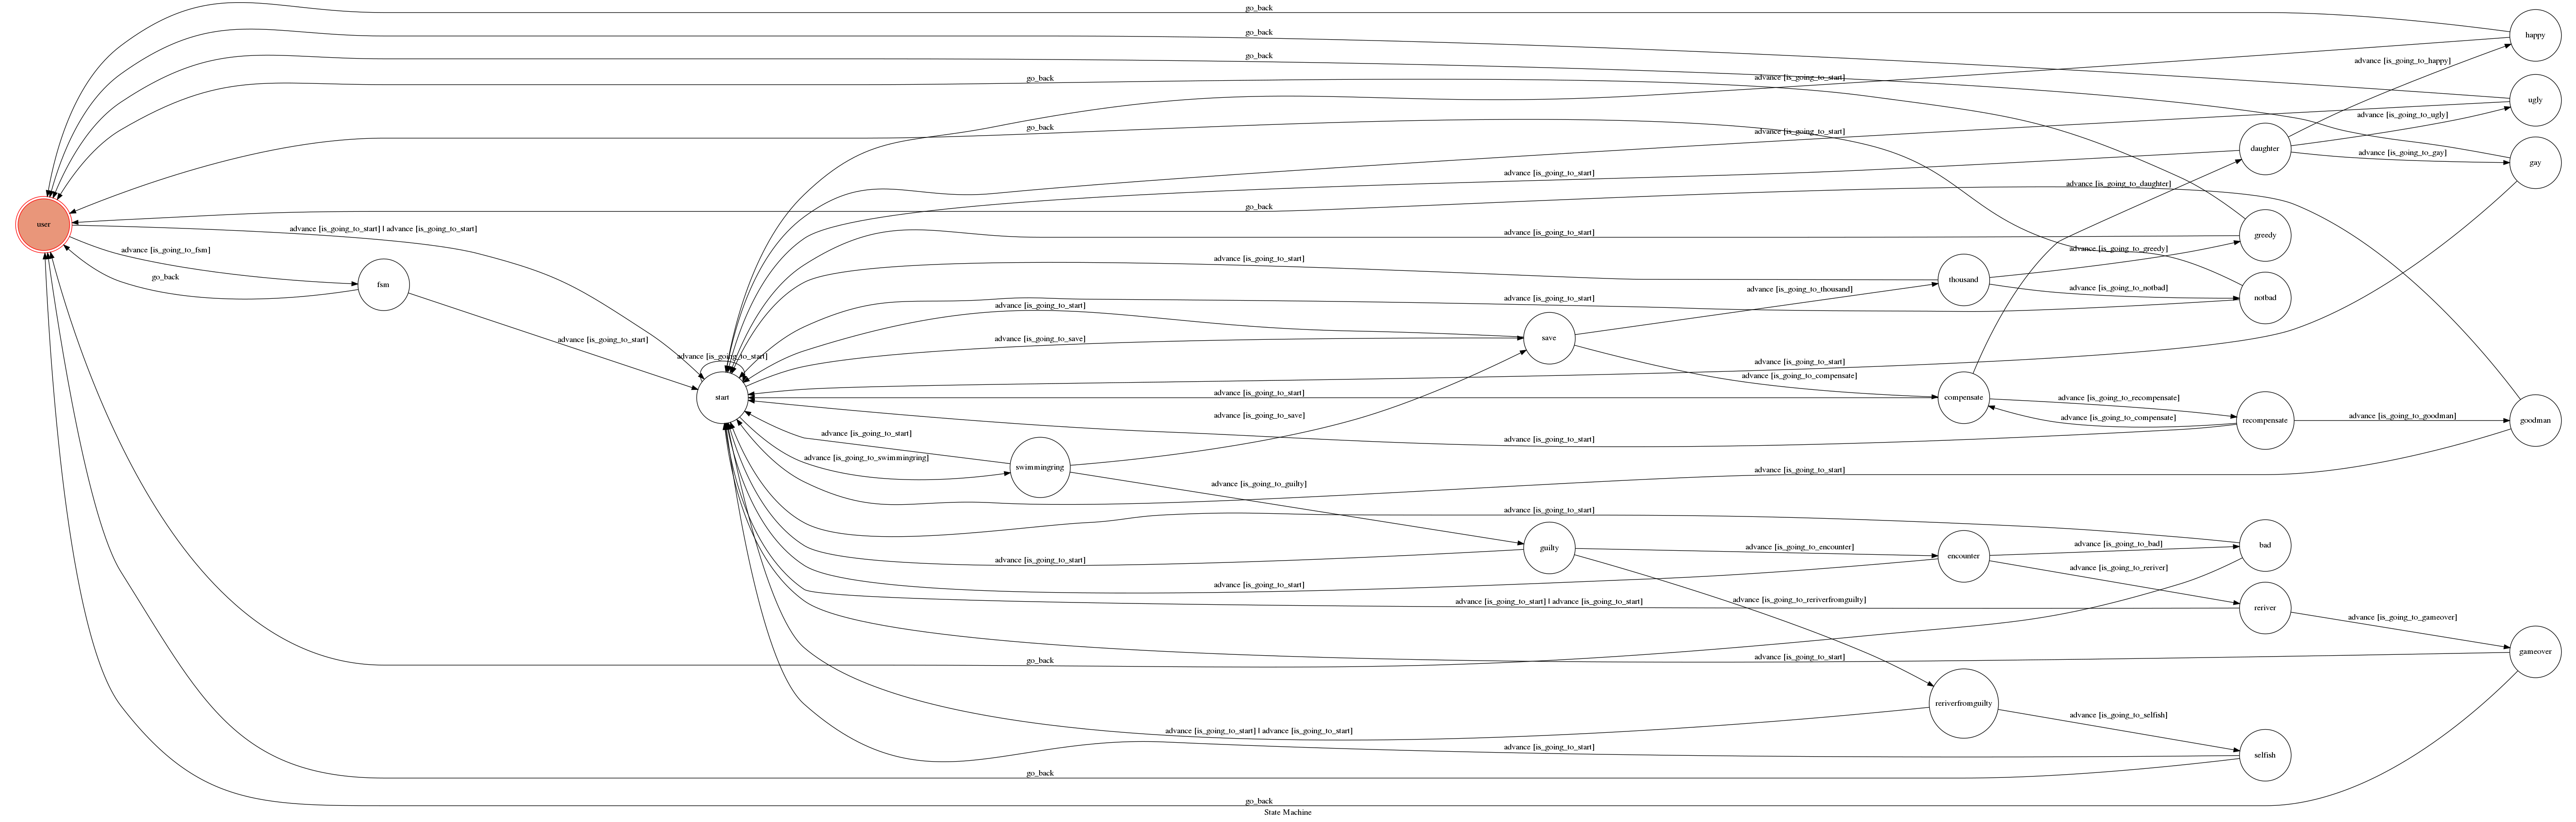 go_back
happy
go_back
go_back
advance [is_going_to_happy]
go_back
advance [is_going_to_start]
ugly
advance [is_going_to_ugly]
go_back
advance [is_going_to_start]
daughter
advance [is_going_to_gay]
gay
advance [is_going_to_start]
advance [is_going_to_daughter]
go_back
user
advance [is_going_to_start] | advance [is_going_to_start]
advance [is_going_to_start]
greedy
advance [is_going_to_fsm]
advance [is_going_to_greedy]
advance [is_going_to_start]
go_back
fsm
thousand
advance [is_going_to_thousand]
advance [is_going_to_notbad]
notbad
advance [is_going_to_start]
advance [is_going_to_start]
advance [is_going_to_start]
advance [is_going_to_save]
save
advance [is_going_to_start]
advance [is_going_to_start]
advance [is_going_to_compensate]
start
advance [is_going_to_start]
compensate
advance [is_going_to_recompensate]
advance [is_going_to_save]
advance [is_going_to_compensate]
recompensate
advance [is_going_to_goodman]
goodman
advance [is_going_to_start]
advance [is_going_to_start]
advance [is_going_to_swimmingring]
swimmingring
advance [is_going_to_start]
advance [is_going_to_guilty]
advance [is_going_to_start]
guilty
advance [is_going_to_encounter]
encounter
advance [is_going_to_bad]
bad
advance [is_going_to_start]
advance [is_going_to_reriver]
advance [is_going_to_start]
advance [is_going_to_start] | advance [is_going_to_start]
advance [is_going_to_reriverfromguilty]
reriver
advance [is_going_to_gameover]
gameover
go_back
advance [is_going_to_start]
reriverfromguilty
advance [is_going_to_selfish]
advance [is_going_to_start] | advance [is_going_to_start]
advance [is_going_to_start]
selfish
go_back
go_back
State Machine